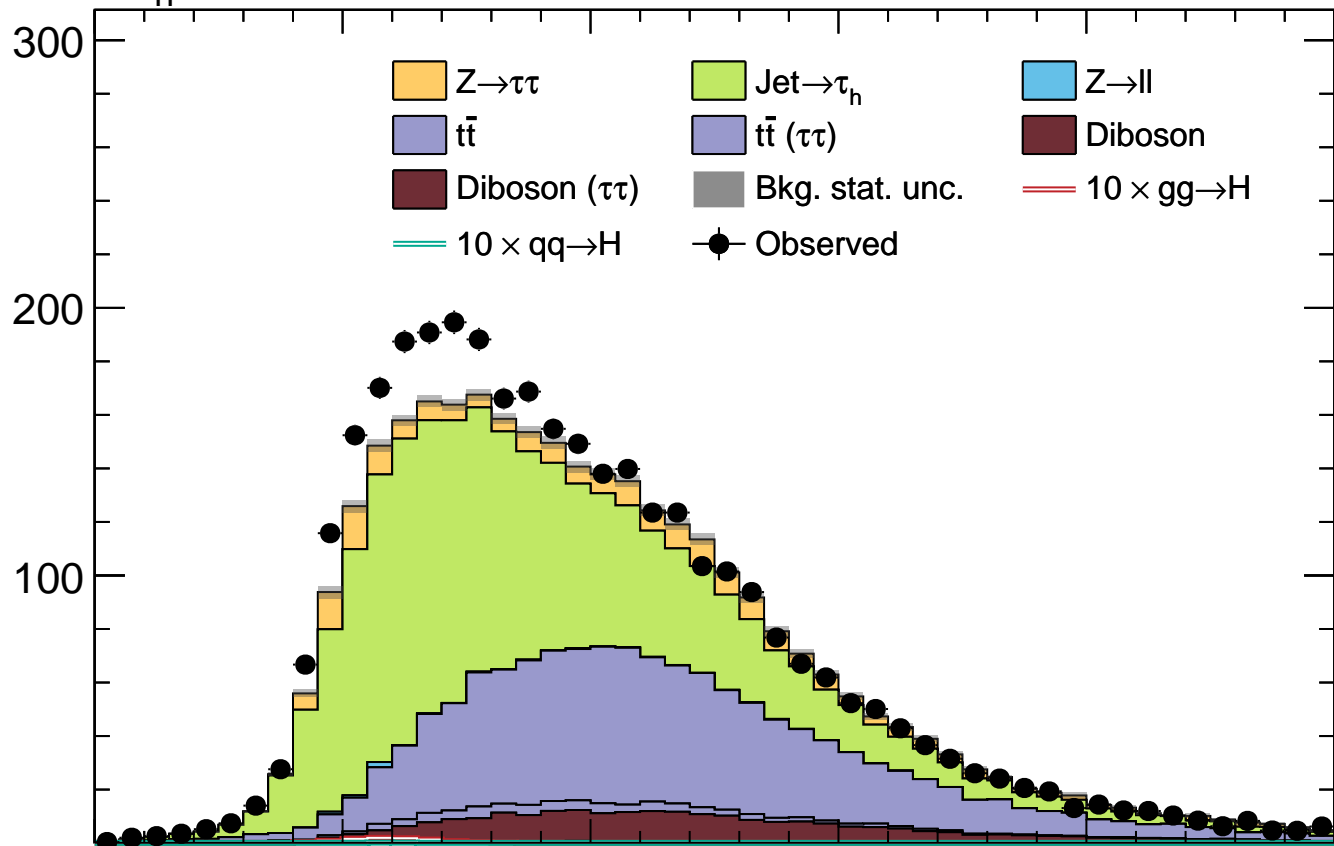 300
Z→ττ Jet→τh Z→ll
tt̄ tt̄ (ττ) Diboson
Diboson (ττ) Bkg. stat. unc. 10 × gg→H
10 × qq→H Observed
200
100